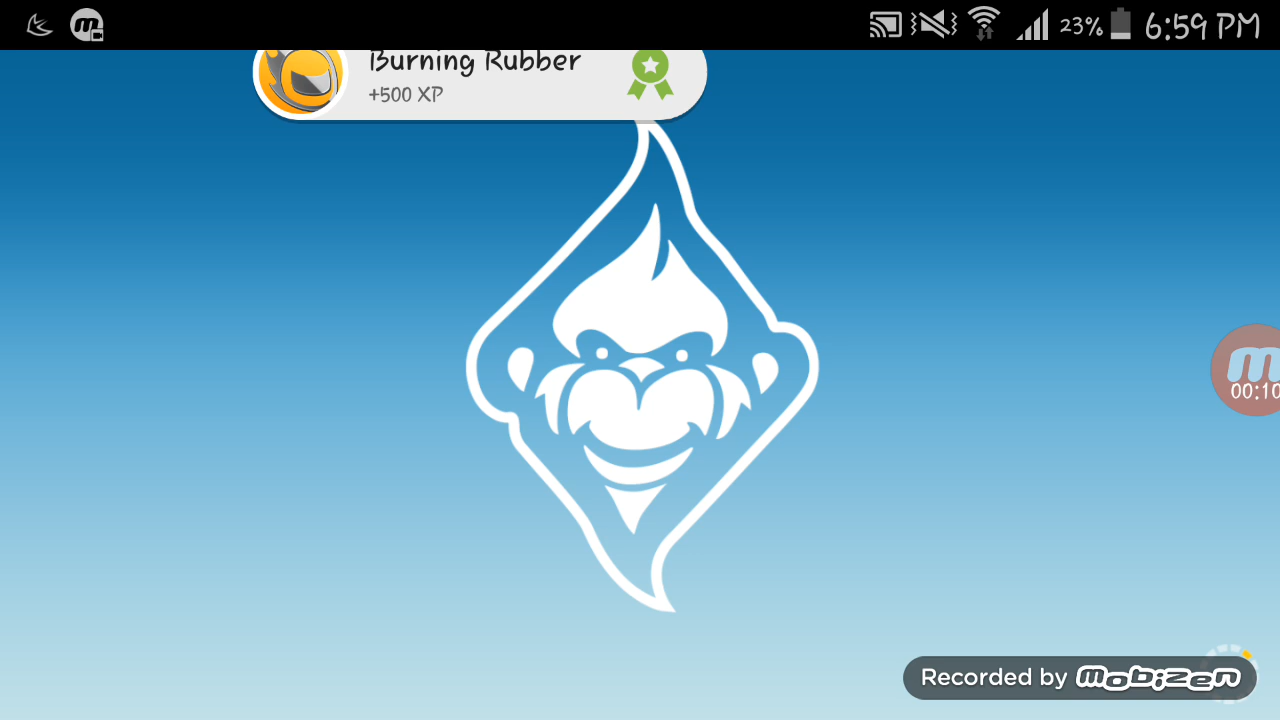 23% 6:59 PM
Burning Rubber
+500 XP
00:10
Recorded by mobizen